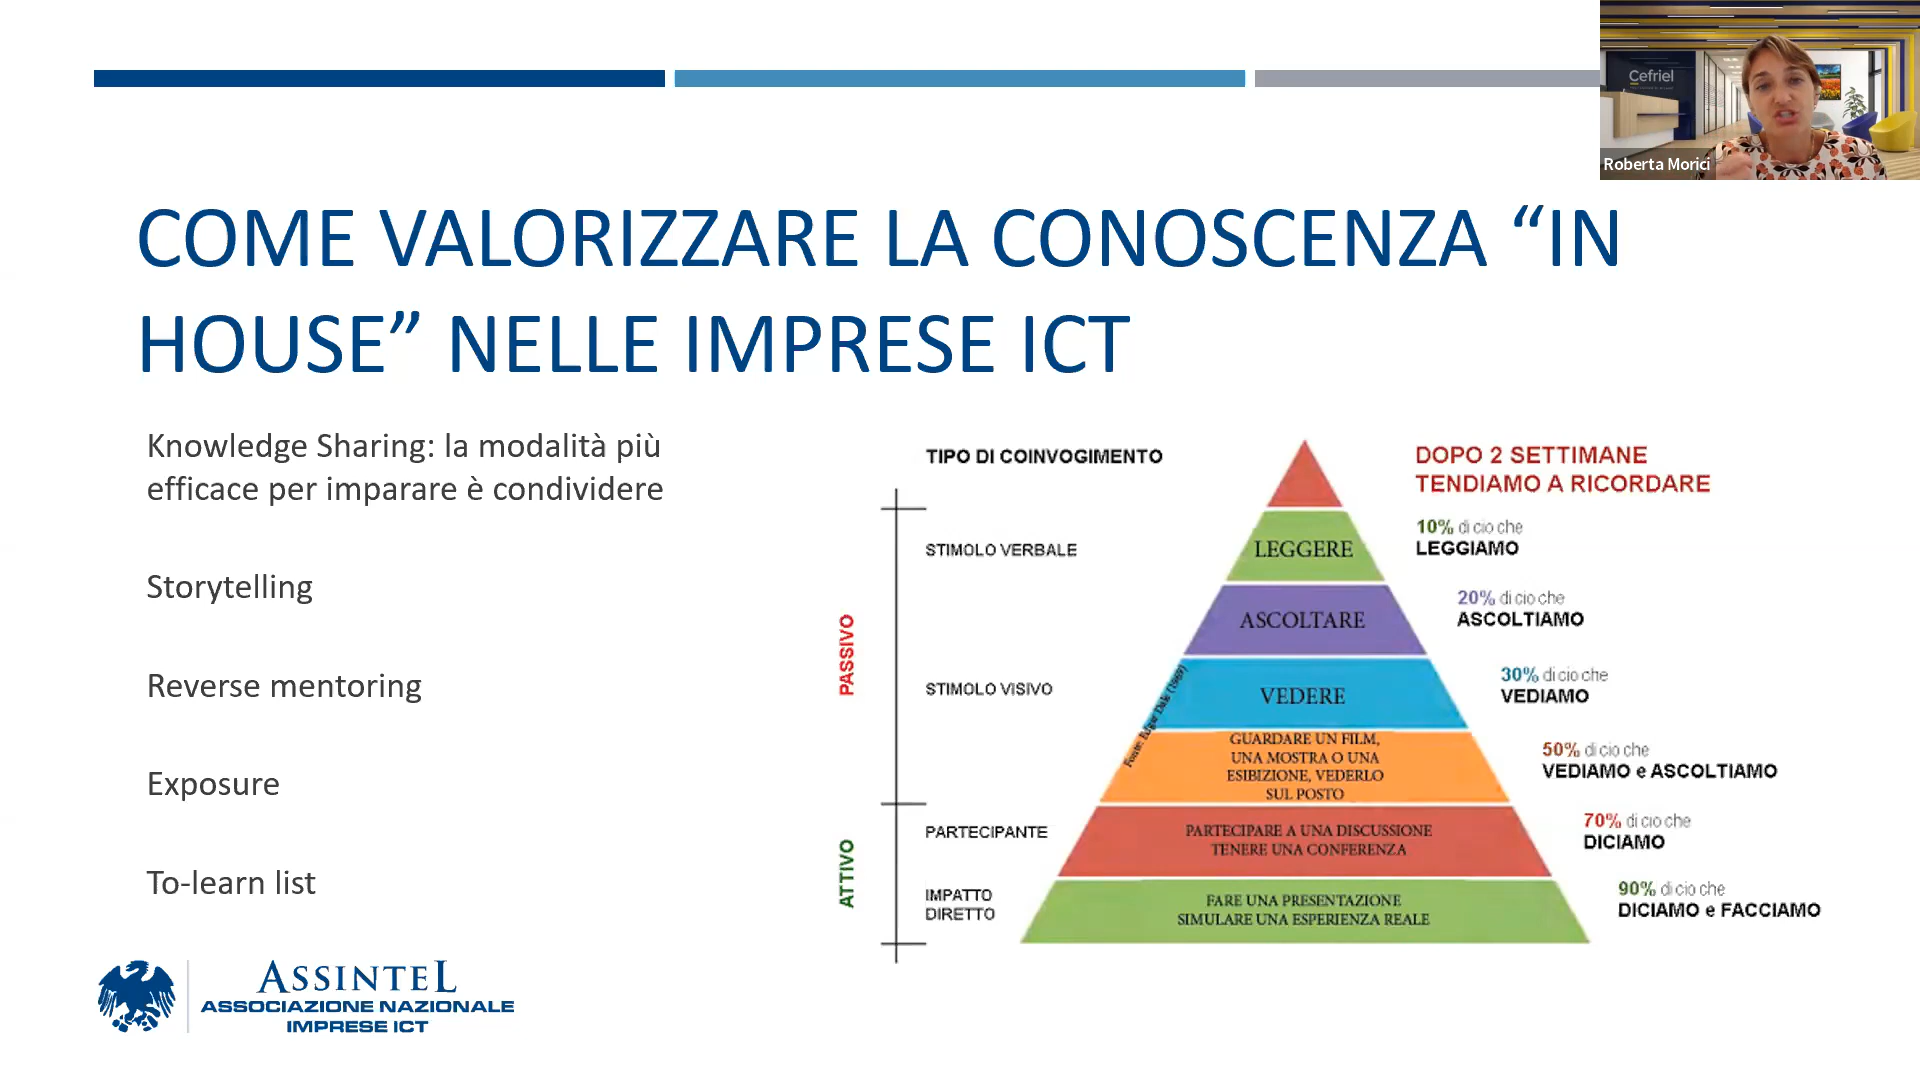 Cefriel
Roberta Morici
COME VALORIZZARE LA CONOSCENZA “IN
HOUSE” NELLE IMPRESE ICT
Knowledge Sharing: la modalità più
efficace per imparare è condividere
Storytelling
Reverse mentoring
Exposure
To-learn list
TIPO DI COINVOGIMENTO
DOPO 2 SETTIMANE
TENDIAMO A RICORDARE
PASSIVO
ATTIVO
STIMOLO VERBALE
STIMOLO VISIVO
PARTECIPANTE
IMPATTO
DIRETTO
LEGGERE
ASCOLTARE
VEDERE
GUARDARE UN FILM,
UNA MOSTRA O UNA
ESIBIZIONE, VEDERLO
SUL POSTO
PARTECIPARE A UNA DISCUSSIONE
TENERE UNA CONFERENZA
FARE UNA PRESENTAZIONE
SIMULARE UNA ESPERIENZA REALE
Fonte: Edgar Dale (1969)
10% di cio che
LEGGIAMO
20% di cio che
ASCOLTIAMO
30% di cio che
VEDIAMO
50% di cio che
VEDIAMO e ASCOLTIAMO
70% di cio che
DICIAMO
90% di cio che
DICIAMO e FACCIAMO
ASSINTEL
ASSOCIAZIONE NAZIONALE
IMPRESE ICT